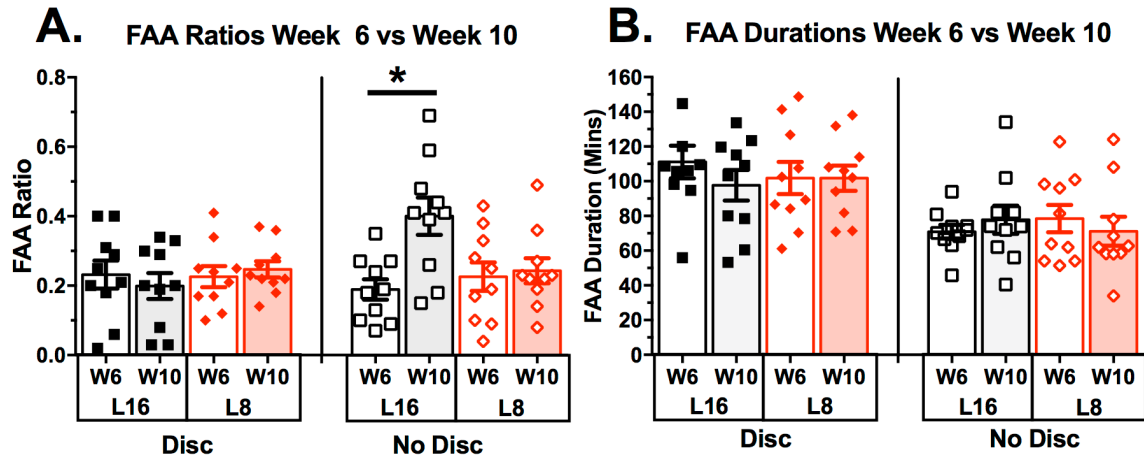 A. FAA Ratios Week 6 vs Week 10
FAA Ratio
0.8
0.6
0.4
0.2
0.0
*
W6 W10 W6 W10 W6 W10 W6 W10
L16 L8 L16 L8
Disc No Disc
B. FAA Durations Week 6 vs Week 10
FAA Duration (Mins)
160
140
120
100
80
60
40
20
0
W6 W10 W6 W10 W6 W10 W6 W10
L16 L8 L16 L8
Disc No Disc